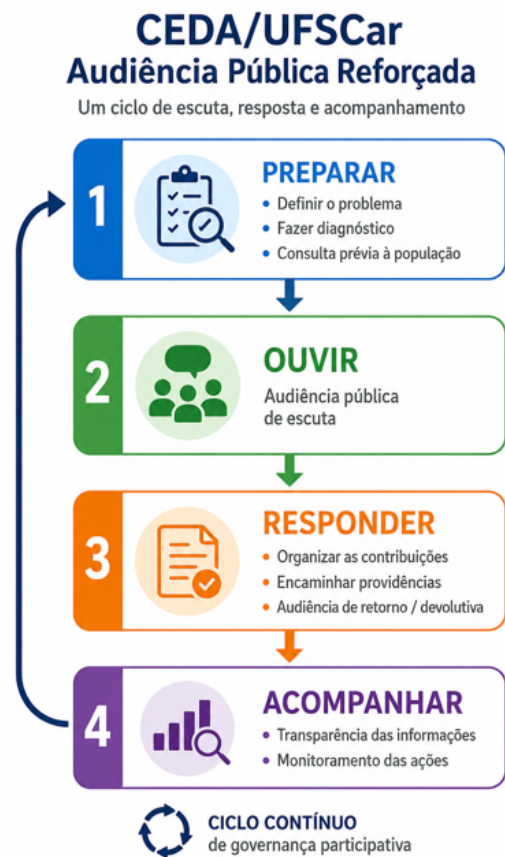 CEDA/UFSCar
Audiência Pública Reforçada
Um ciclo de escuta, resposta e acompanhamento
1
PREPARAR
• Definir o problema
• Fazer diagnóstico
• Consulta prévia à população
2
OUVIR
Audiência pública
de escuta
3
RESPONDER
• Organizar as contribuições
• Encaminhar providências
• Audiência de retorno / devolutiva
4
ACOMPANHAR
• Transparência das informações
• Monitoramento das ações
CICLO CONTÍNUO
de governança participativa